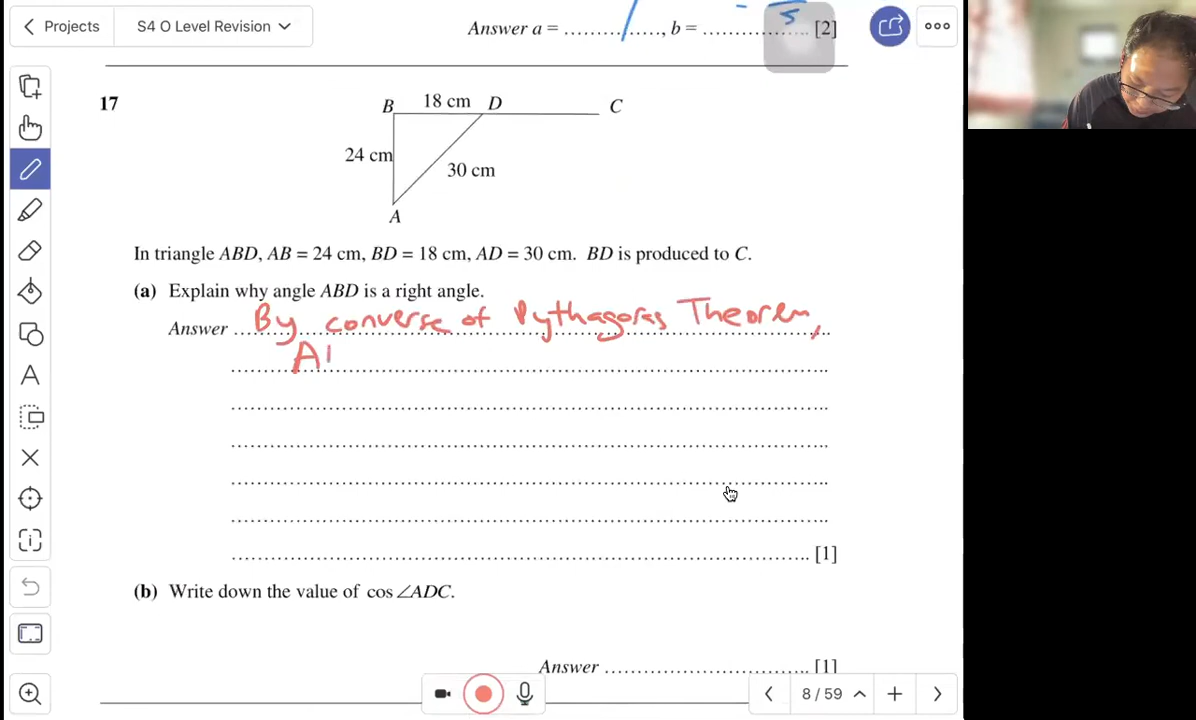 Projects
S4 O Level Revision
Answer a = ............, b = .................. [2]
17
B 18 cm D C
24 cm
30 cm
A
In triangle ABD, AB = 24 cm, BD = 18 cm, AD = 30 cm. BD is produced to C.
(a) Explain why angle ABD is a right angle.
Answer By converse of Pythagoras Theorem,
[1]
(b) Write down the value of cos ∠ADC.
Answer .................................. [1]
8 / 59